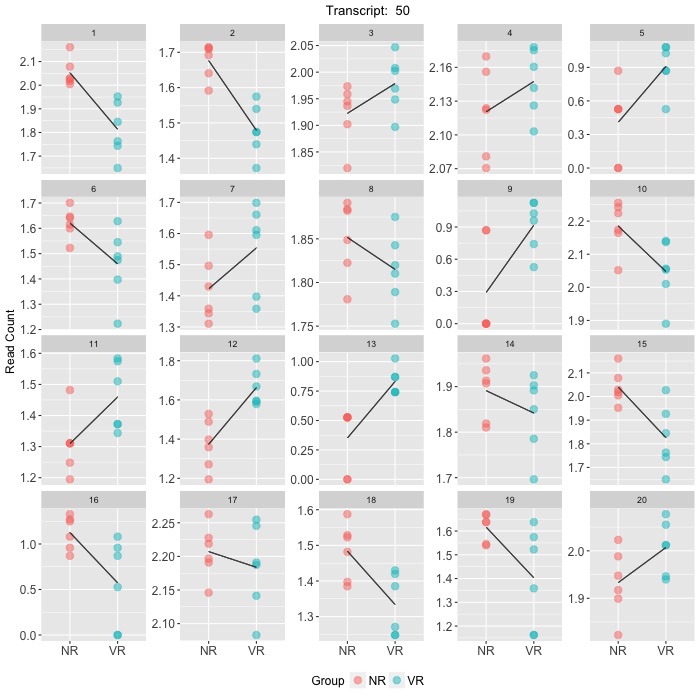 Transcript: 50
1 2 3 4 5
2.1 2.0 1.9 1.8 1.7
1.7 1.6 1.5 1.4
2.05 2.00 1.95 1.90 1.85
2.16 2.13 2.10 2.07
0.9 0.6 0.3 0.0
6 7 8 9 10
1.7 1.6 1.5 1.4 1.3 1.2
1.7 1.6 1.5 1.4 1.3
1.85 1.80 1.75
0.9 0.6 0.3 0.0
2.2 2.1 2.0 1.9
Read Count
11 12 13 14 15
1.6 1.5 1.4 1.3 1.2
1.8 1.6 1.4 1.2
1.00 0.75 0.50 0.25 0.00
1.9 1.8 1.7
2.1 2.0 1.9 1.8 1.7
16 17 18 19 20
1.0 0.5 0.0
2.25 2.20 2.15 2.10
1.6 1.5 1.4 1.3
1.6 1.5 1.4 1.3 1.2
2.0 1.9
NR VR NR VR NR VR NR VR NR VR
Group NR VR